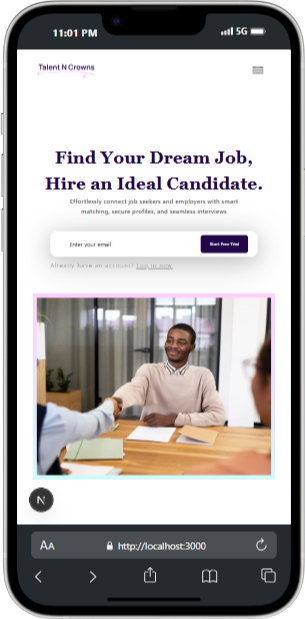 11:01 PM
5G
Talent N Crowns
Find Your Dream Job,
Hire an Ideal Candidate.
Effortlessly connect job seekers and employers with smart
matching, secure profiles, and seamless interviews
Enter your email
Start Free Trial
Already have an account? Log in now
N
AA
http://localhost:3000